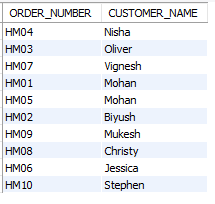 ORDER_NUMBER CUSTOMER_NAME
HM04 Nisha
HM03 Oliver
HM07 Vignesh
HM01 Mohan
HM05 Mohan
HM02 Biyush
HM09 Mukesh
HM08 Christy
HM06 Jessica
HM10 Stephen